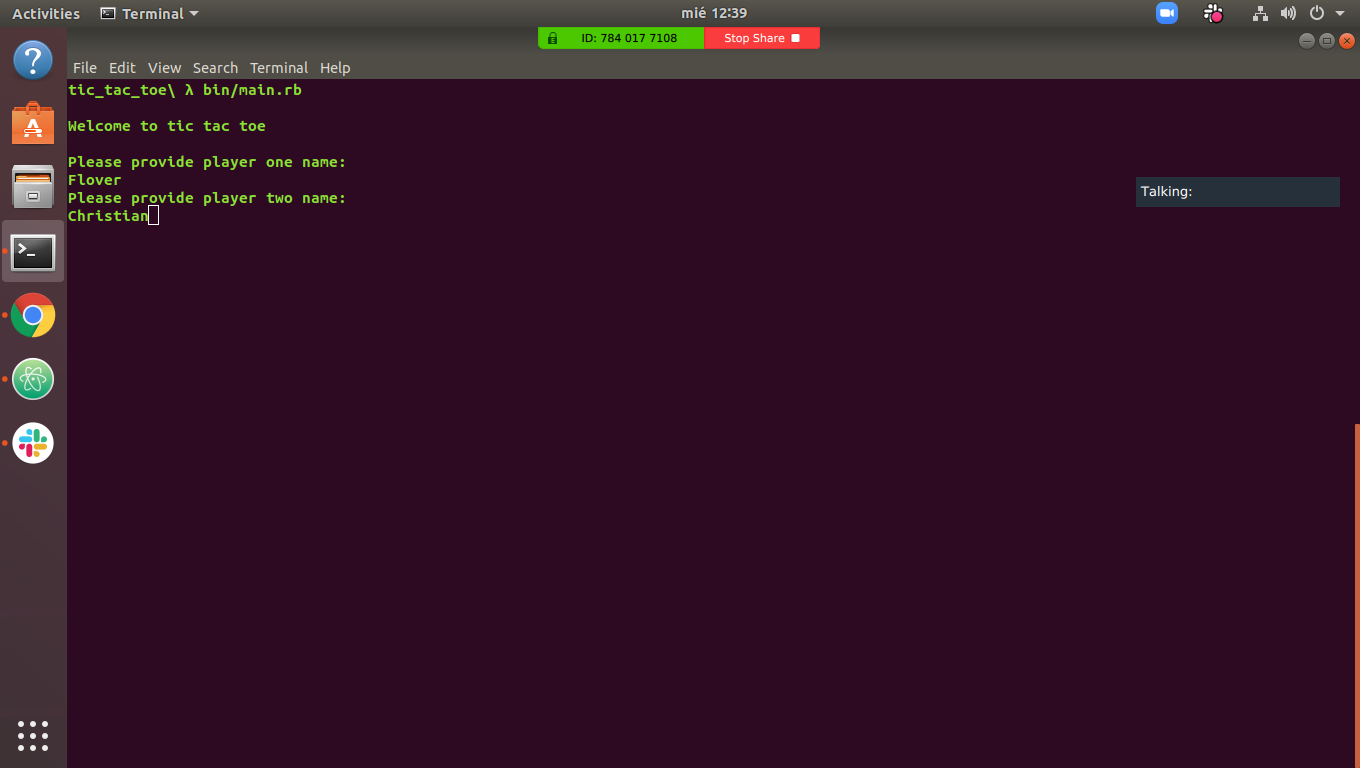 Activities Terminal mié 12:39
ID: 784 017 7108 Stop Share
File Edit View Search Terminal Help
tic_tac_toe\ λ bin/main.rb
Welcome to tic tac toe
Please provide player one name:
Flover
Please provide player two name:
Christian
Talking: